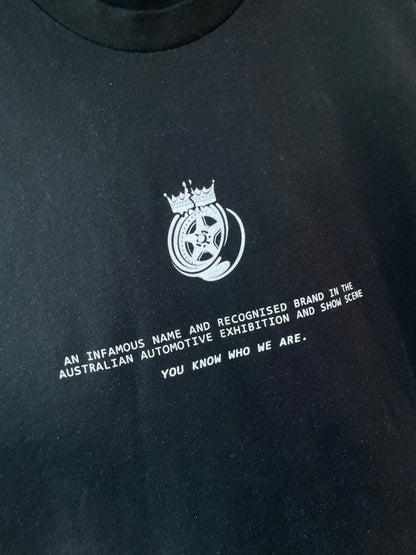 AN INFAMOUS NAME AND RECOGNISED BRAND IN THE
AUSTRALIAN AUTOMOTIVE EXHIBITION AND SHOW SCENE
YOU KNOW WHO WE ARE.